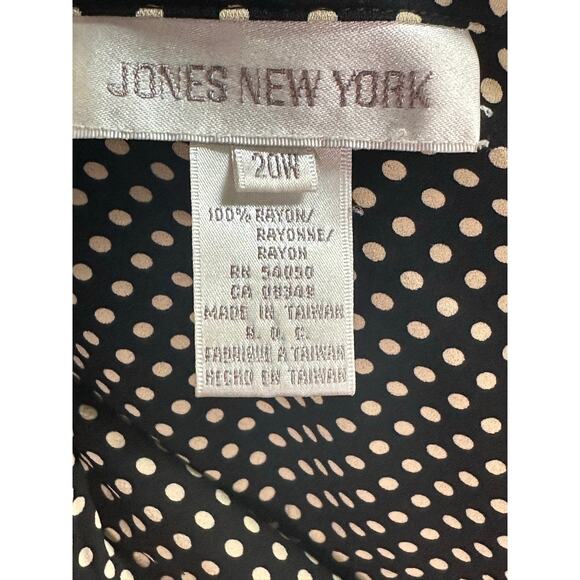 JONES NEW YORK
20W
100% RAYON/
RAYONNE/
RAYON
RN 54050
CA 08349
MADE IN TAIWAN
R. O. C.
FABRIQUE A TAIWAN
HECHO EN TAIWAN